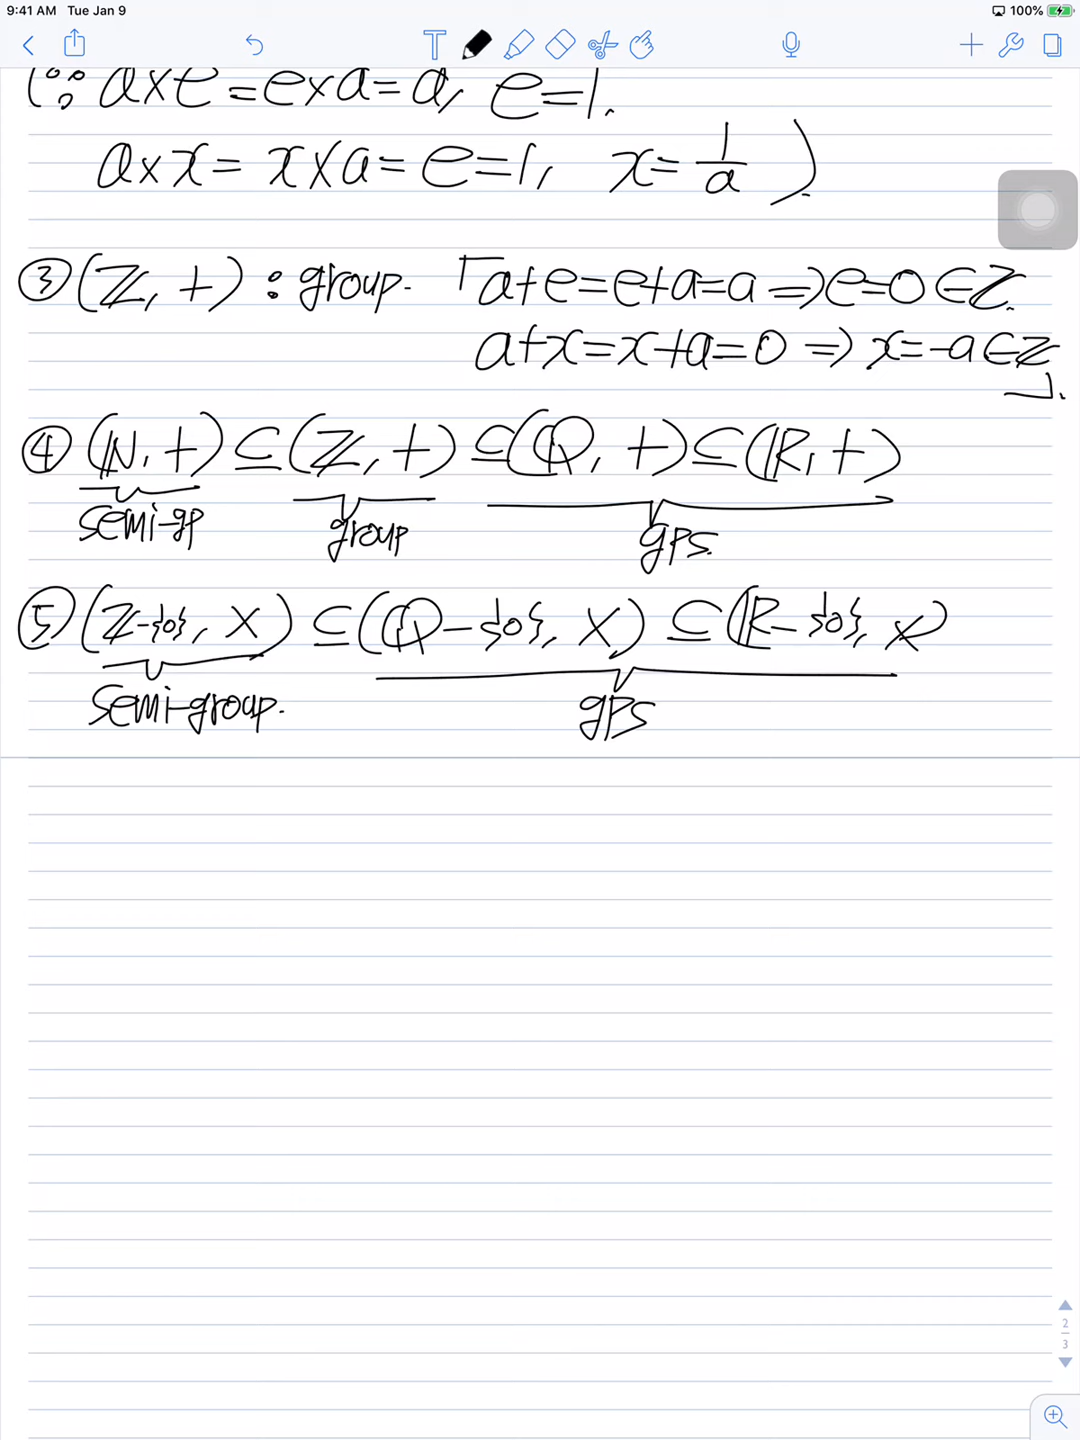 9:41 AM Tue Jan 9
100%
(∵ a×e=e×a=a, e=1.
a×x= x×a=e=1, x=1/a )
③ (ℤ, +) : group. 「a+e=e+a=a ⇒ e=0∈ℤ.
a+x=x+a=0 ⇒ x=-a∈ℤ 」.
④ (ℕ, +) ⊆ (ℤ, +) ⊆ (ℚ, +) ⊆ (ℝ, +)
semi-gp group gps.
⑤ (ℤ-{0}, ×) ⊆ (ℚ-{0}, ×) ⊆ (ℝ-{0}, ×)
semi-group. gps
2
3